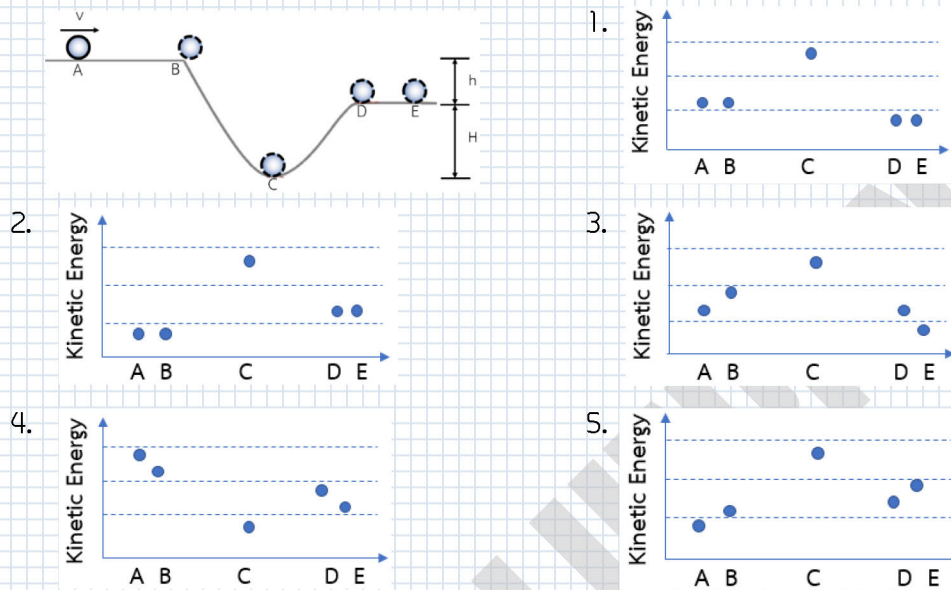 V
A
B
C
D
E
h
H
1.
Kinetic Energy
A B C D E
2.
Kinetic Energy
A B C D E
3.
Kinetic Energy
A B C D E
4.
Kinetic Energy
A B C D E
5.
Kinetic Energy
A B C D E